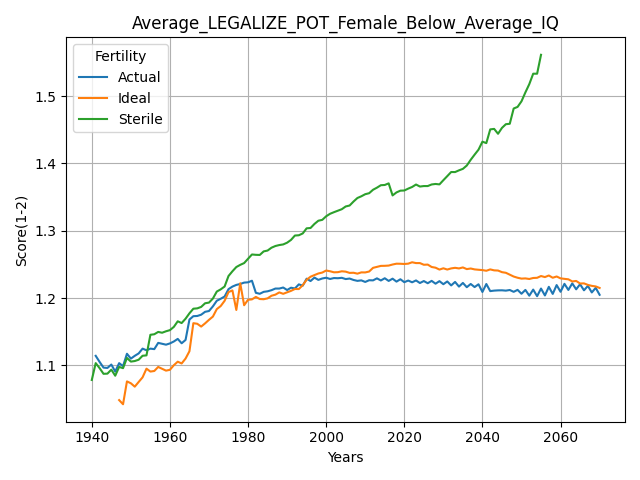 Average_LEGALIZE_POT_Female_Below_Average_IQ
Fertility
Actual
Ideal
Sterile
Score(1-2)
1.5
1.4
1.3
1.2
1.1
1940 1960 1980 2000 2020 2040 2060
Years